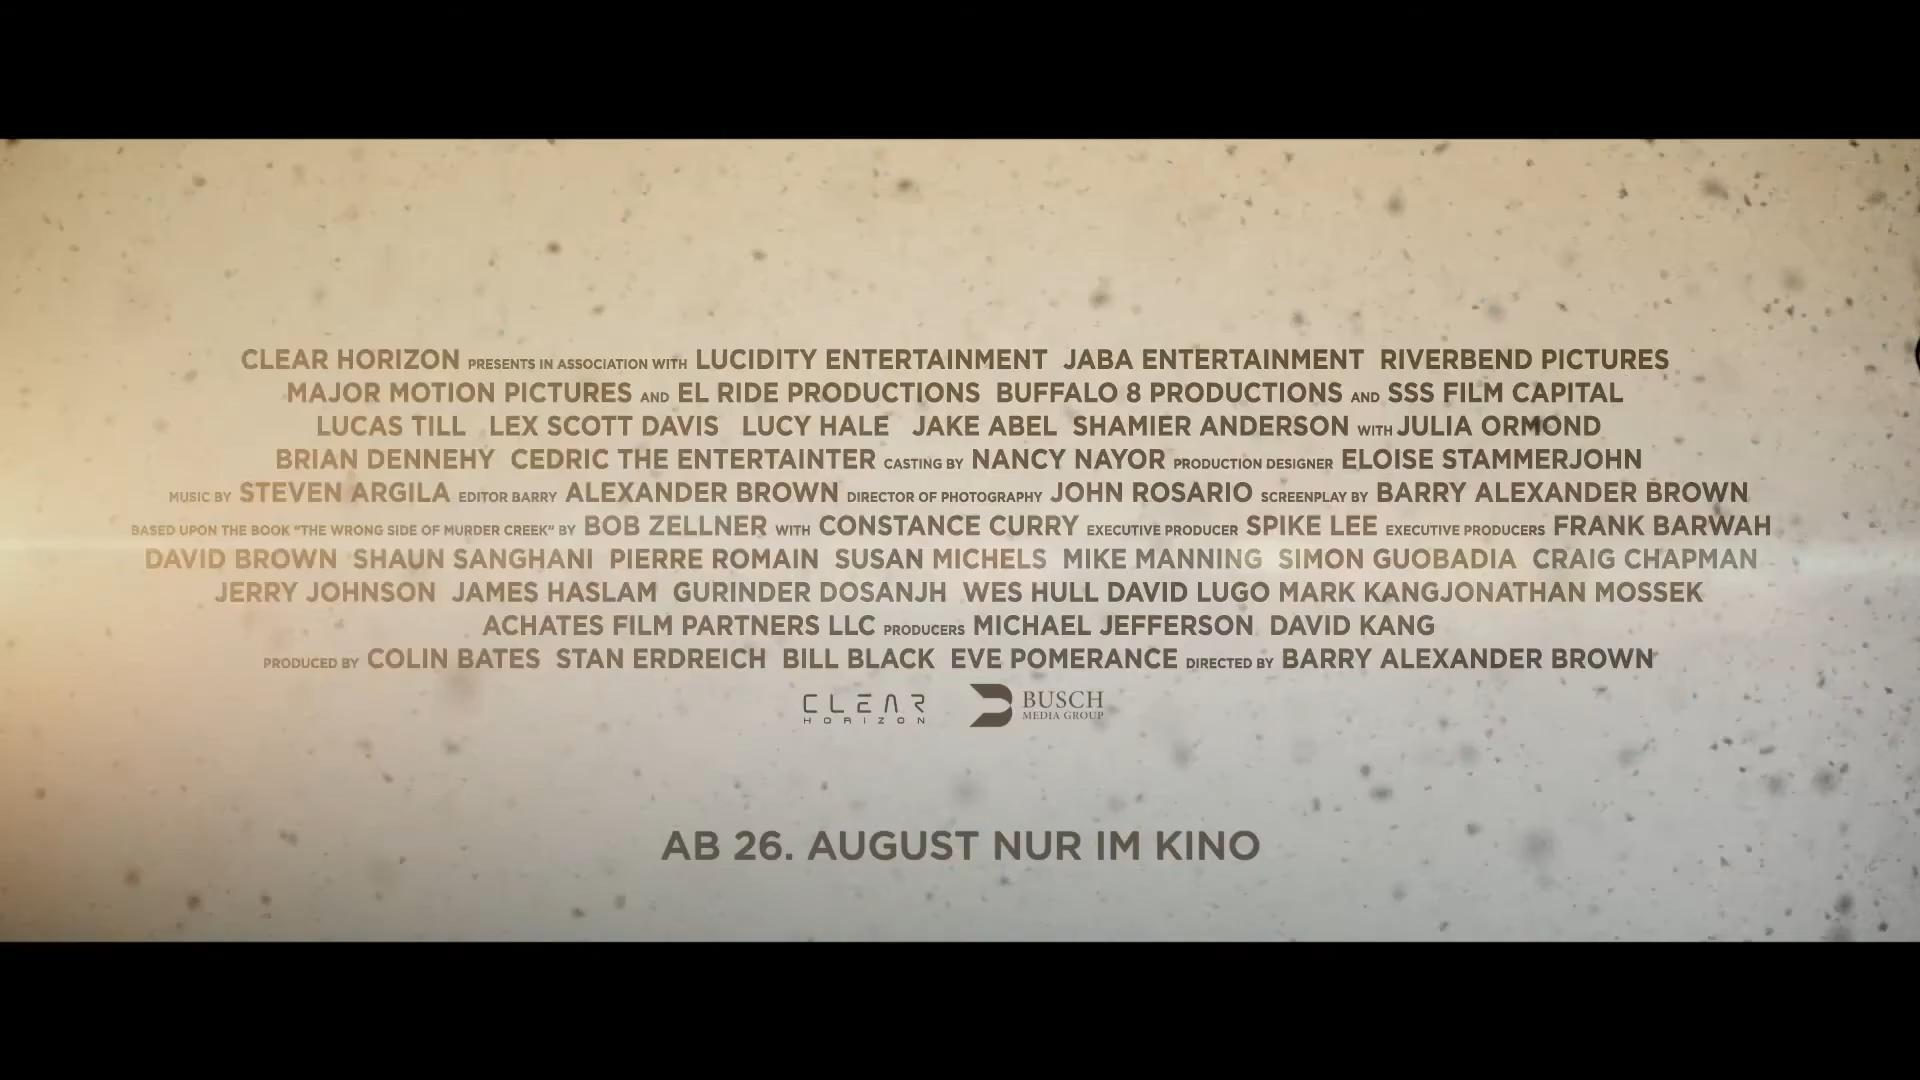 CLEAR HORIZON PRESENTS IN ASSOCIATION WITH LUCIDITY ENTERTAINMENT JABA ENTERTAINMENT RIVERBEND PICTURES
MAJOR MOTION PICTURES AND EL RIDE PRODUCTIONS BUFFALO 8 PRODUCTIONS AND SSS FILM CAPITAL
LUCAS TILL LEX SCOTT DAVIS LUCY HALE JAKE ABEL SHAMIER ANDERSON WITH JULIA ORMOND
BRIAN DENNEHY CEDRIC THE ENTERTAINTER CASTING BY NANCY NAYOR PRODUCTION DESIGNER ELOISE STAMMERJOHN
MUSIC BY STEVEN ARGILA EDITOR BARRY ALEXANDER BROWN DIRECTOR OF PHOTOGRAPHY JOHN ROSARIO SCREENPLAY BY BARRY ALEXANDER BROWN
BASED UPON THE BOOK "THE WRONG SIDE OF MURDER CREEK" BY BOB ZELLNER WITH CONSTANCE CURRY EXECUTIVE PRODUCER SPIKE LEE EXECUTIVE PRODUCERS FRANK BARWAH
DAVID BROWN SHAUN SANGHANI PIERRE ROMAIN SUSAN MICHELS MIKE MANNING SIMON GUOBADIA CRAIG CHAPMAN
JERRY JOHNSON JAMES HASLAM GURINDER DOSANJH WES HULL DAVID LUGO MARK KANGJONATHAN MOSSEK
ACHATES FILM PARTNERS LLC PRODUCERS MICHAEL JEFFERSON DAVID KANG
PRODUCED BY COLIN BATES STAN ERDREICH BILL BLACK EVE POMERANCE DIRECTED BY BARRY ALEXANDER BROWN
CLEAR HORIZON
BUSCH MEDIA GROUP
AB 26. AUGUST NUR IM KINO